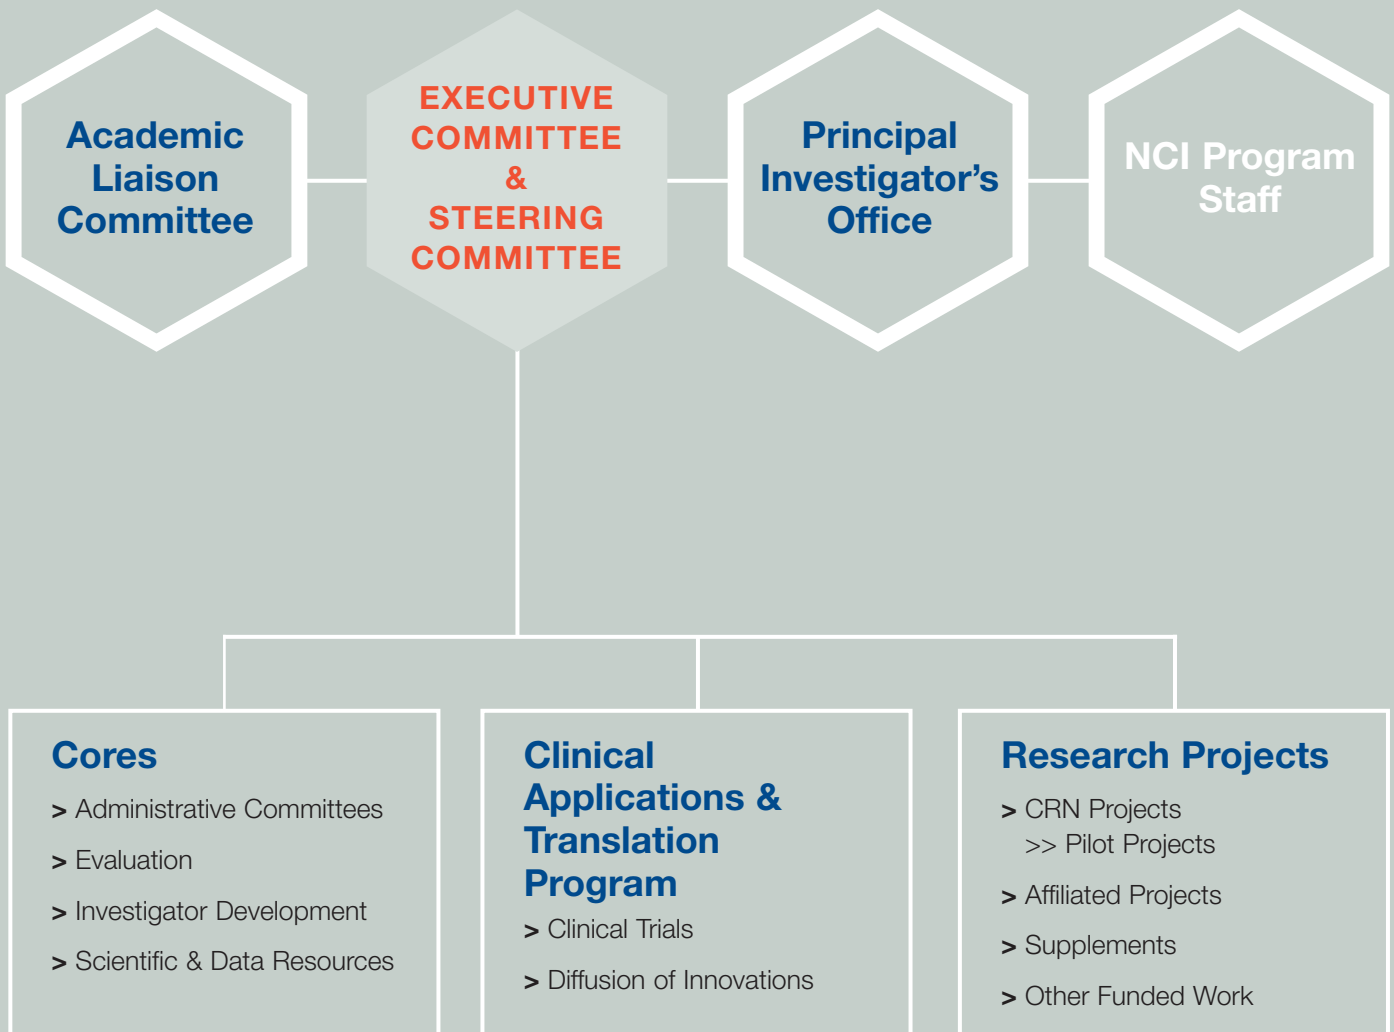 Academic
Liaison
Committee
EXECUTIVE
COMMITTEE
&
STEERING
COMMITTEE
Principal
Investigator’s
Office
NCI Program
Staff
Cores
> Administrative Committees
> Evaluation
> Investigator Development
> Scientific & Data Resources
Clinical
Applications &
Translation
Program
> Clinical Trials
> Diffusion of Innovations
Research Projects
> CRN Projects
>> Pilot Projects
> Affiliated Projects
> Supplements
> Other Funded Work